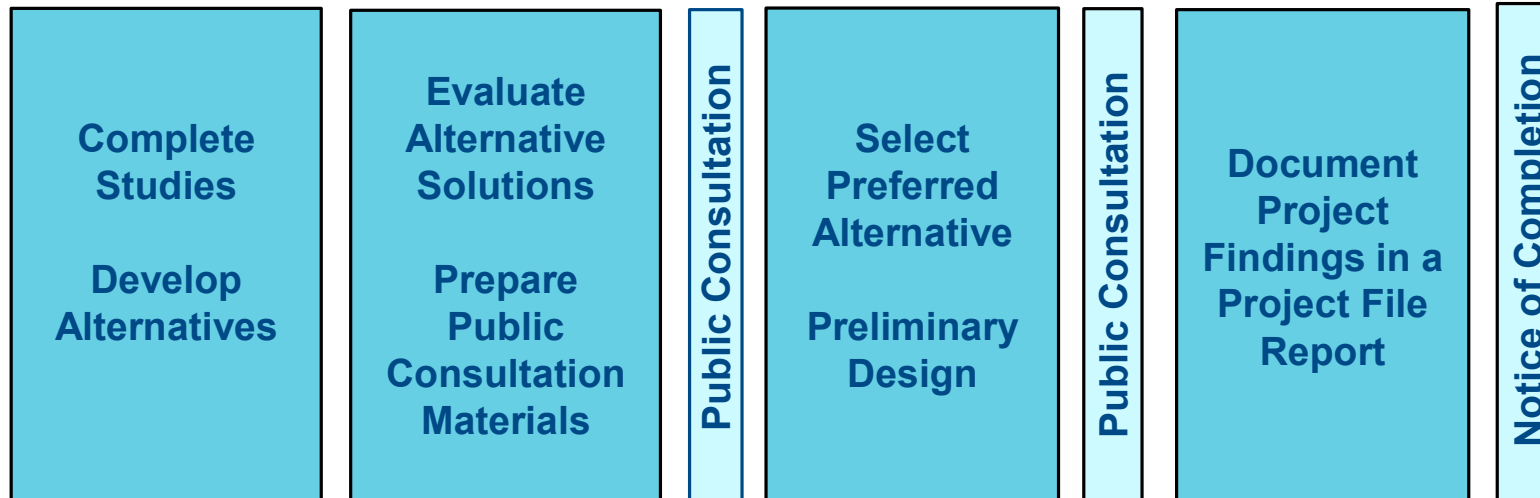 Complete
Studies
Develop
Alternatives
Evaluate
Alternative
Solutions
Prepare
Public
Consultation
Materials
Public Consultation
Select
Preferred
Alternative
Preliminary
Design
Public Consultation
Document
Project
Findings in a
Project File
Report
Notice of Completion